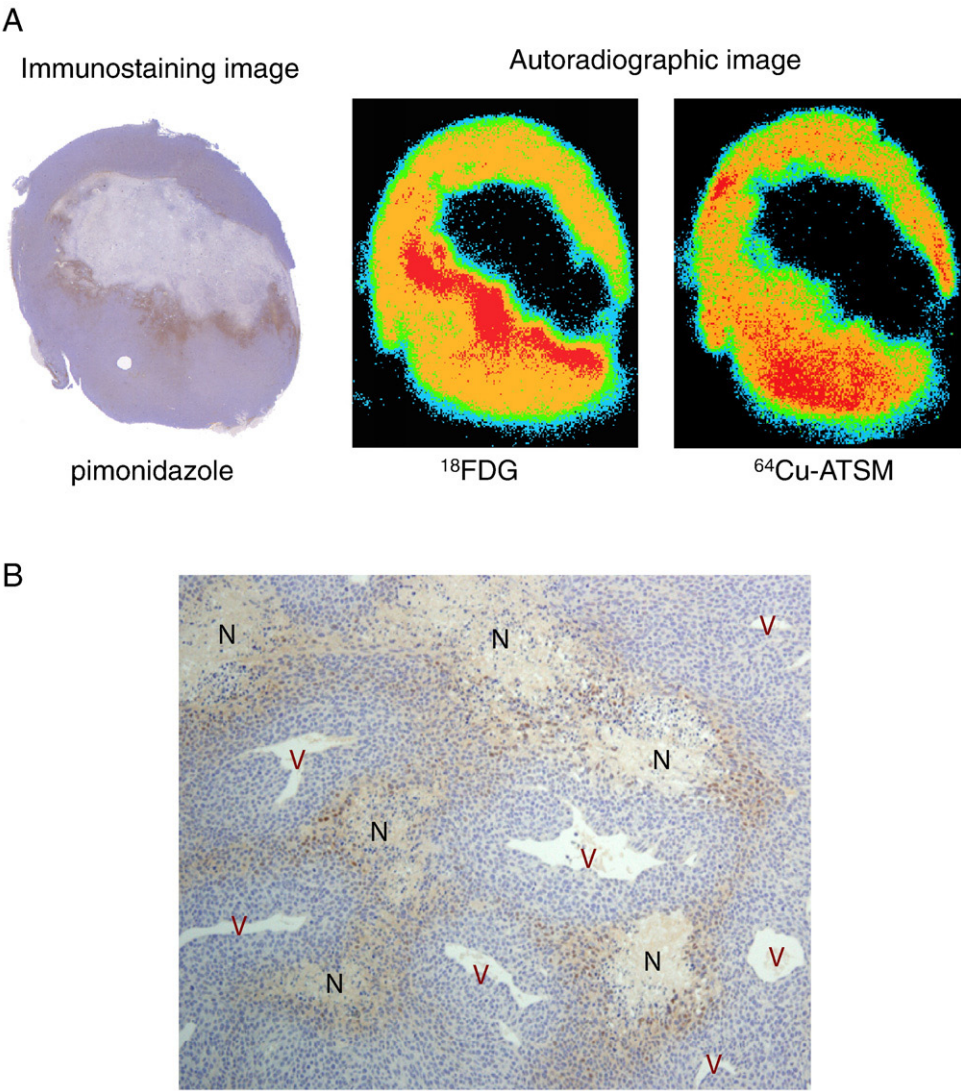 A
Immunostaining image
Autoradiographic image
pimonidazole
¹⁸FDG
⁶⁴Cu-ATSM
B
V
N
N
V
N
N
V
V
N
V
V
N
V